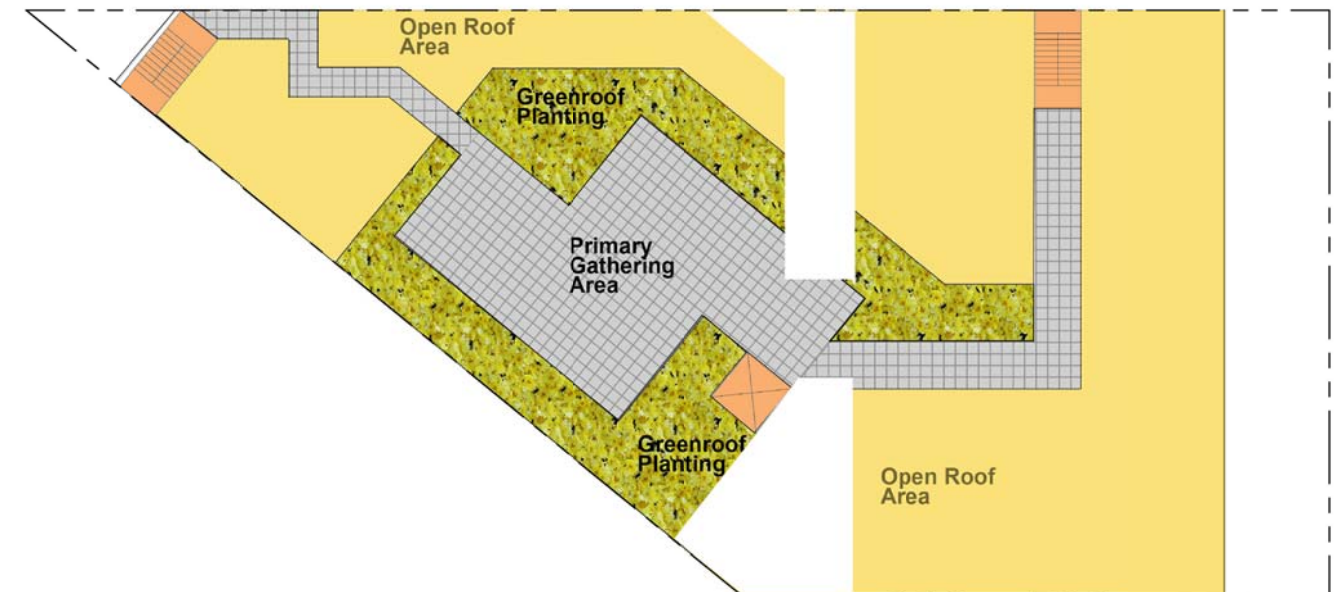 Open Roof
Area
Greenroof
Planting
Primary
Gathering
Area
Greenroof
Planting
Open Roof
Area